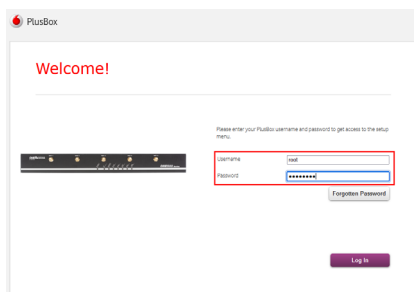 PlusBox
Welcome!
Please enter your PlusBox username and password to get access to the setup
menu.
Username root
Password ••••••••
Forgotten Password
Log In